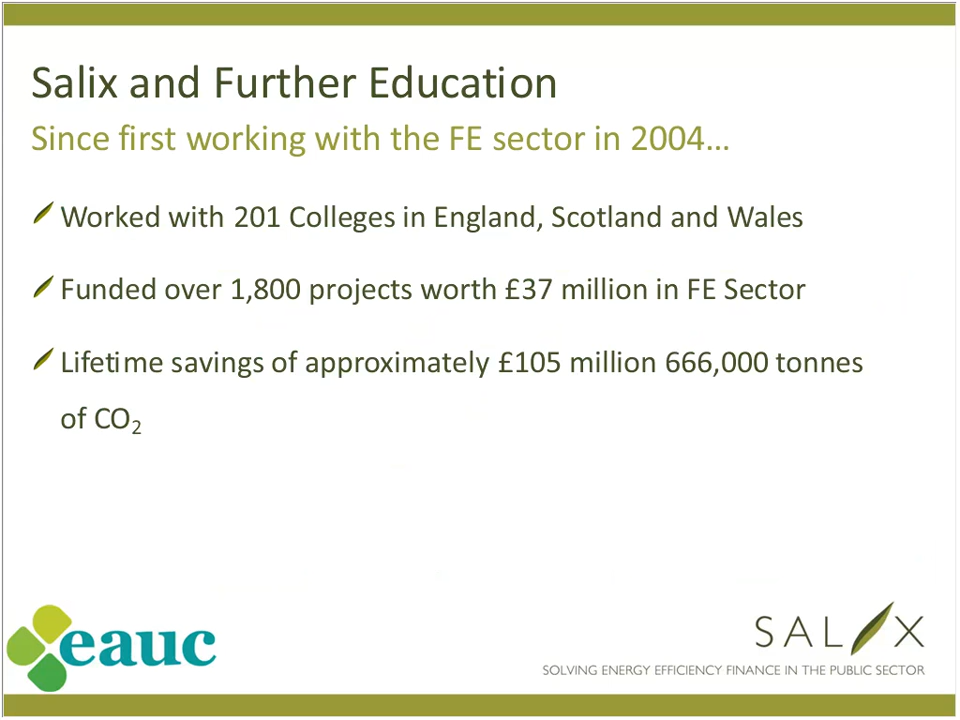 Salix and Further Education
Since first working with the FE sector in 2004…
Worked with 201 Colleges in England, Scotland and Wales
Funded over 1,800 projects worth £37 million in FE Sector
Lifetime savings of approximately £105 million 666,000 tonnes
of CO₂
eauc
SALIX
SOLVING ENERGY EFFICIENCY FINANCE IN THE PUBLIC SECTOR